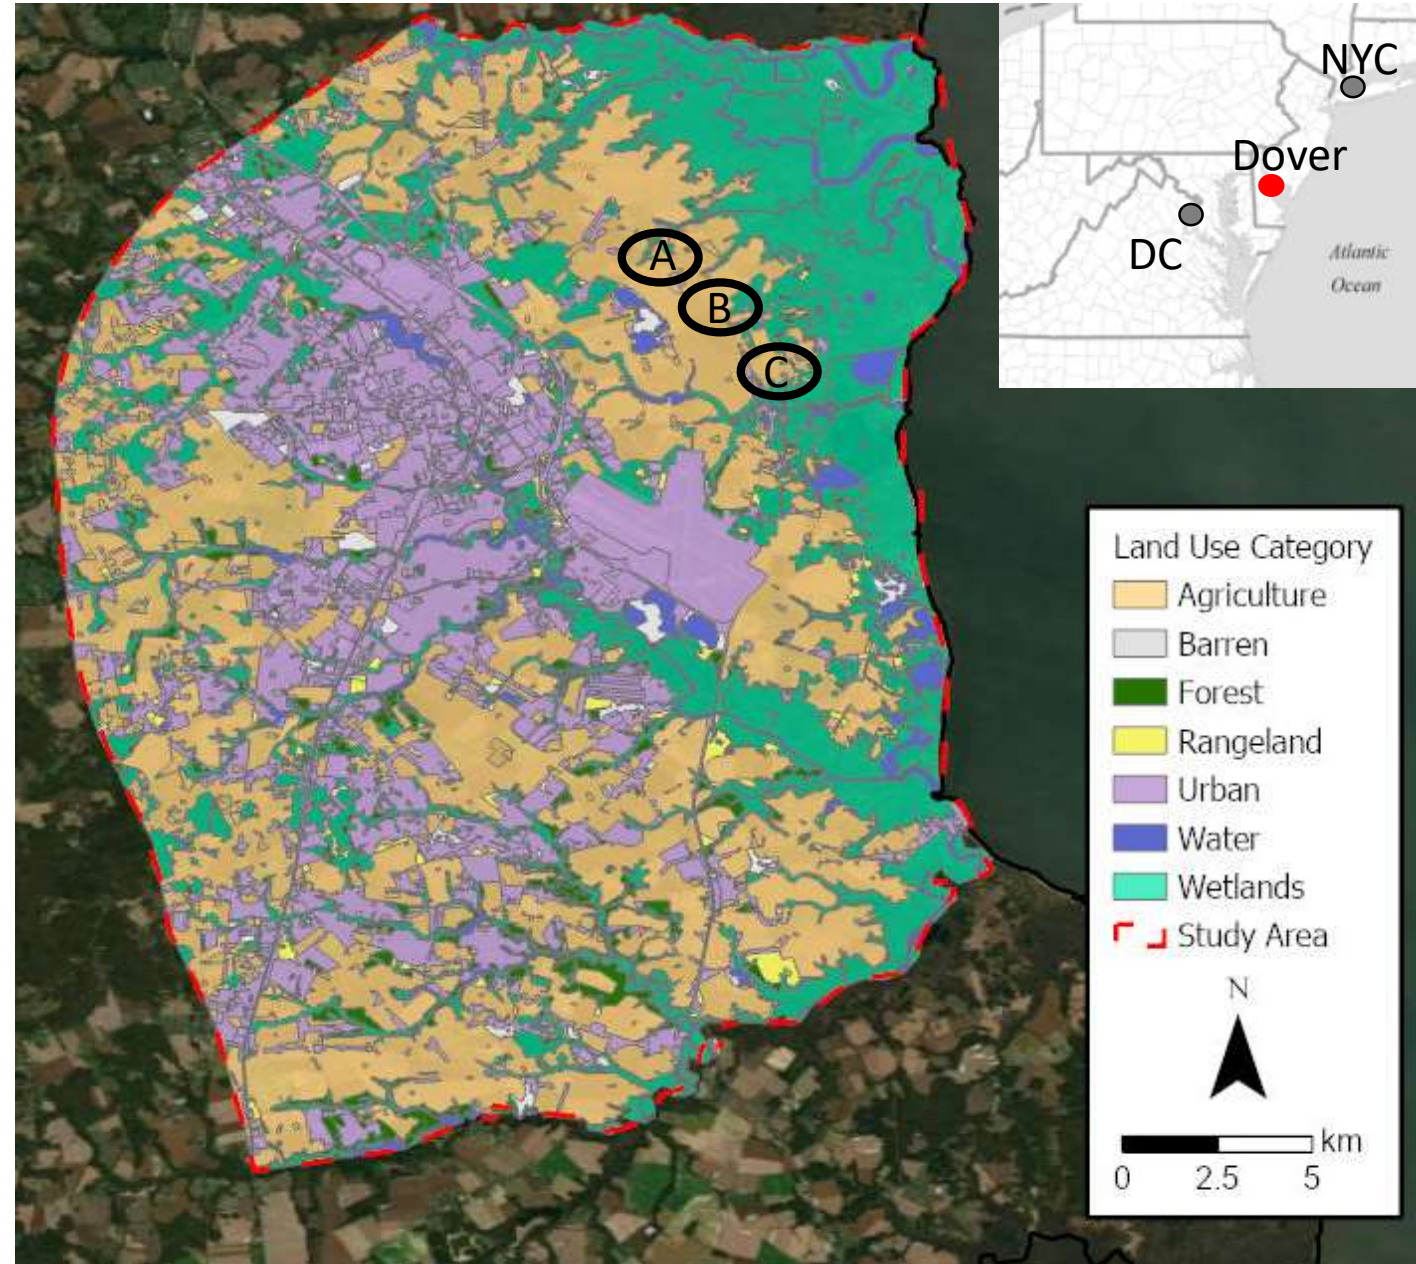 NYC
Dover
DC
Atlantic
Ocean
A
B
C
Land Use Category
Agriculture
Barren
Forest
Rangeland
Urban
Water
Wetlands
Study Area
N
km
0 2.5 5